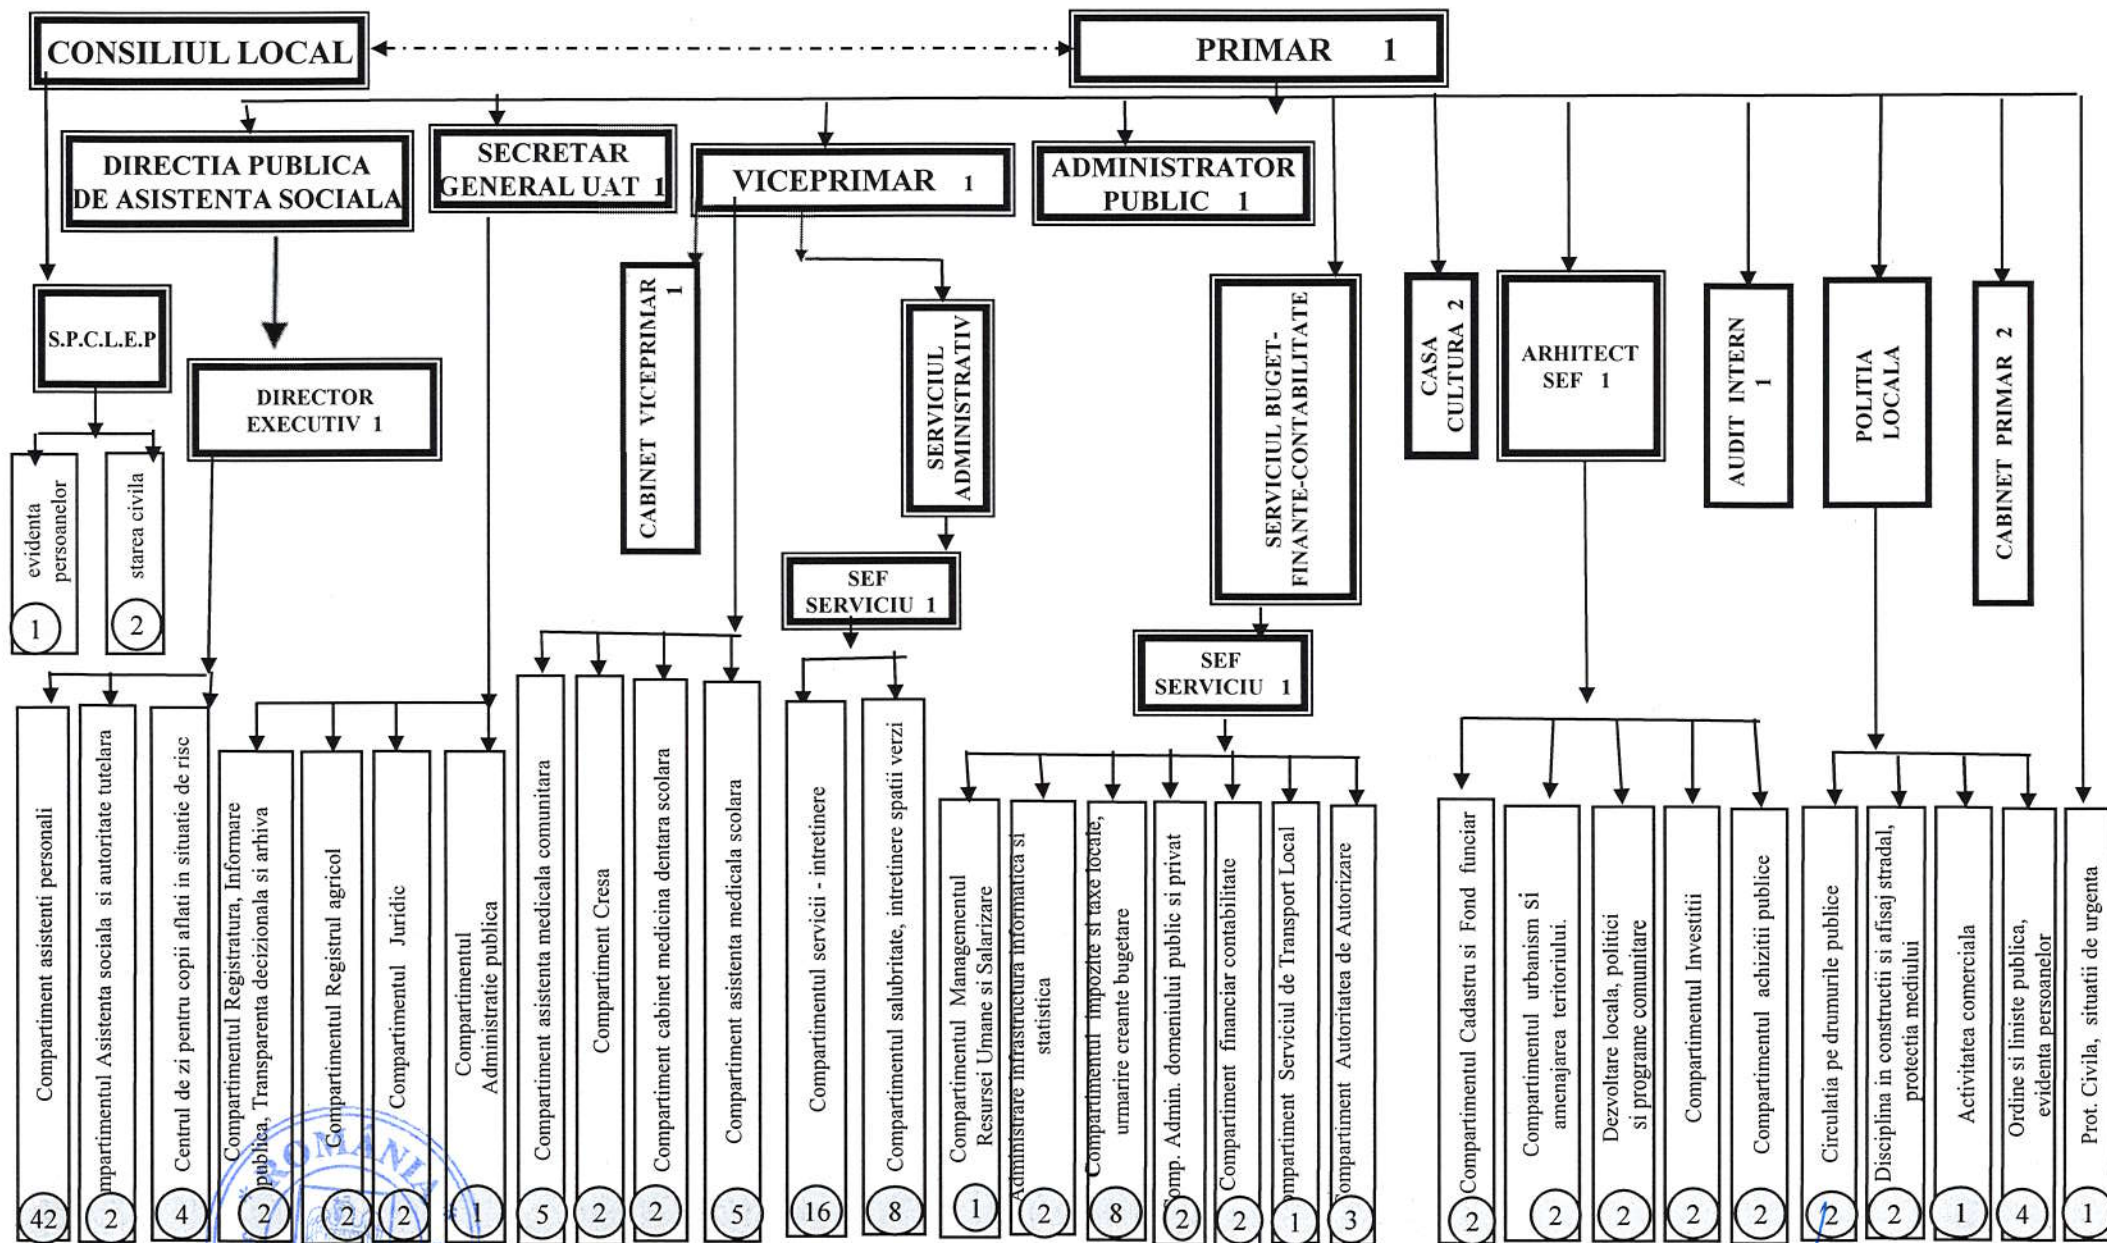 CONSILIUL LOCAL
PRIMAR 1
DIRECTIA PUBLICA
DE ASISTENTA SOCIALA
SECRETAR
GENERAL UAT 1
VICEPRIMAR 1
ADMINISTRATOR
PUBLIC 1
S.P.C.L.E.P
DIRECTOR
EXECUTIV 1
CABINET VICEPRIMAR
1
SERVICIUL
ADMINISTRATIV
SERVICIUL BUGET-
FINANTE-CONTABILITATE
CASA
CULTURA 2
ARHITECT
SEF 1
AUDIT INTERN
1
POLITIA
LOCALA
CABINET PRIMAR 2
evidenta
persoanelor
1
starea civila
2
SEF
SERVICIU 1
SEF
SERVICIU 1
Compartiment asistenti personali
42
mpartimentul Asistenta sociala si autoritate tutelara
2
Centrul de zi pentru copii aflati in situatie de risc
4
Compartimentul Registratura, Informare
publica, Transparenta decizionala si arhiva
2
Compartimentul Registrul agricol
2
Compartimentul Juridic
2
Compartimentul
Administratie publica
1
Compartiment asistenta medicala comunitara
5
Compartiment Cresa
2
Compartiment cabinet medicina dentara scolara
2
Compartiment asistenta medicala scolara
5
Compartimentul servicii - intretinere
16
Compartimentul salubritate, intretinere spatii verzi
8
Compartimentul Managementul
Resursei Umane si Salarizare
1
Administrare infrastructura informatica si
statistica
2
Compartimentul impozite si taxe locale,
urmarire creante bugetare
8
omp. Admin. domeniului public si privat
2
Compartiment financiar contabilitate
2
ompartiment Serviciul de Transport Local
1
Compartiment Autoritatea de Autorizare
3
Compartimentul Cadastru si Fond funciar
2
Compartimentul urbanism si
amenajarea teritoriului.
2
Dezvoltare locala, politici
si programe comunitare
2
Compartimentul Investitii
2
Compartimentul achizitii publice
2
Circulatia pe drumurile publice
2
Disciplina in constructii si afisaj stradal,
protectia mediului
2
Activitatea comerciala
1
Ordine si liniste publica,
evidenta persoanelor
4
Prot. Civila, situatii de urgenta
1
* ROMÂNIA *